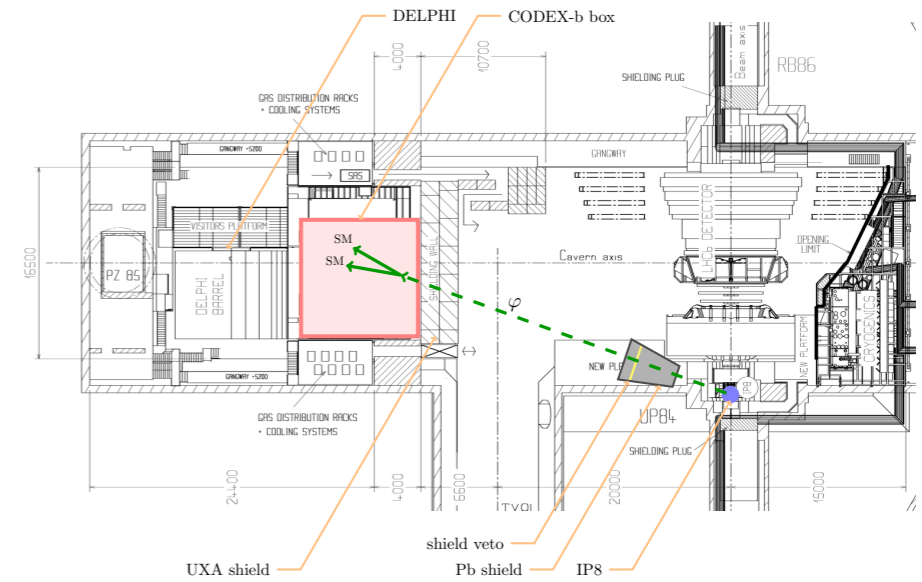 DELPHI
CODEX-b box
4000
10700
Beam axis
RB86
SHIELDING PLUG
GAS DISTRIBUTION RACKS
+ COOLING SYSTEMS
GANGWAY +5200
GANGWAY
SAS
VISITORS PLATFORM
LHCb DETECTOR
SM
SM
16500
PZ 85
DELPHI
BARREL
SHIELDING WALL
Cavern axis
OPENING
LIMIT
φ
CRYOGENICS
NEW PLATFORM
NEW PL
IP8
GANGWAY +5200
GAS DISTRIBUTION RACKS
+ COOLING SYSTEMS
UP84
SHIELDING PLUG
24400
4000
6600
20000
15000
shield veto
UXA shield
Pb shield
IP8